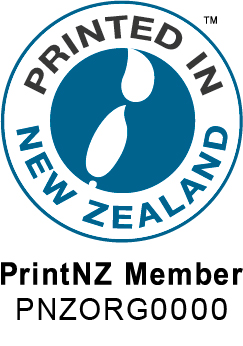 PRINTED IN
NEW ZEALAND
™
PrintNZ Member
PNZORG0000